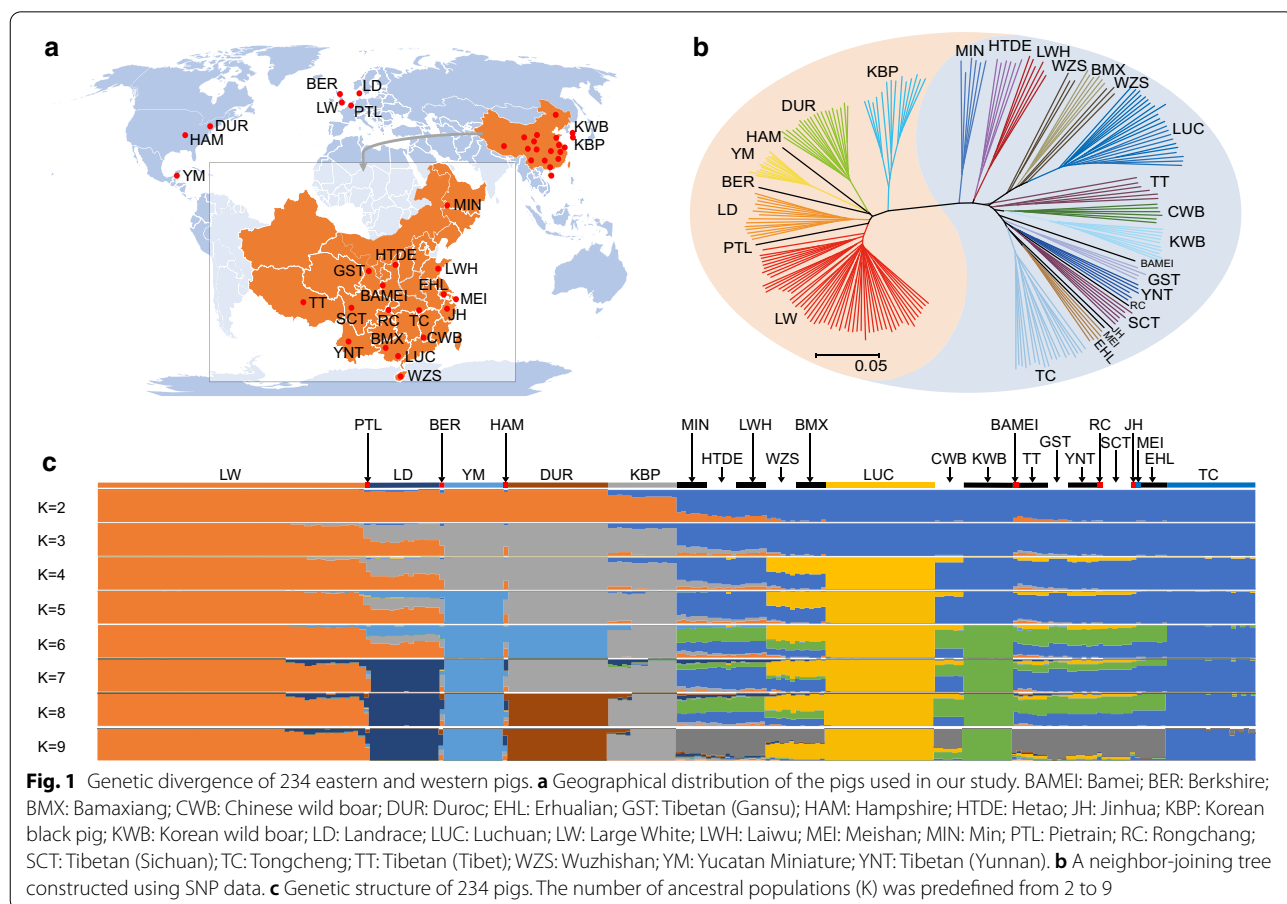 a
BER
LD
LW
PTL
DUR
HAM
YM
KWB
KBP
MIN
HTDE
GST
LWH
EHL
BAMEI
MEI
TT
JH
SCT
RC
TC
CWB
BMX
YNT
LUC
WZS
b
KBP
MIN
HTDE
LWH
WZS
BMX
WZS
DUR
LUC
HAM
YM
BER
LD
PTL
LW
TT
CWB
KWB
BAMEI
GST
YNT
RC
SCT
JH
MEI
EHL
TC
0.05
c
PTL BER HAM MIN LWH BMX BAMEI RC JH
GST SCT MEI
LW LD YM DUR KBP HTDE WZS LUC CWB KWB TT YNT EHL TC
K=2
K=3
K=4
K=5
K=6
K=7
K=8
K=9
Fig. 1 Genetic divergence of 234 eastern and western pigs. a Geographical distribution of the pigs used in our study. BAMEI: Bamei; BER: Berkshire;
BMX: Bamaxiang; CWB: Chinese wild boar; DUR: Duroc; EHL: Erhualian; GST: Tibetan (Gansu); HAM: Hampshire; HTDE: Hetao; JH: Jinhua; KBP: Korean
black pig; KWB: Korean wild boar; LD: Landrace; LUC: Luchuan; LW: Large White; LWH: Laiwu; MEI: Meishan; MIN: Min; PTL: Pietrain; RC: Rongchang;
SCT: Tibetan (Sichuan); TC: Tongcheng; TT: Tibetan (Tibet); WZS: Wuzhishan; YM: Yucatan Miniature; YNT: Tibetan (Yunnan). b A neighbor-joining tree
constructed using SNP data. c Genetic structure of 234 pigs. The number of ancestral populations (K) was predefined from 2 to 9